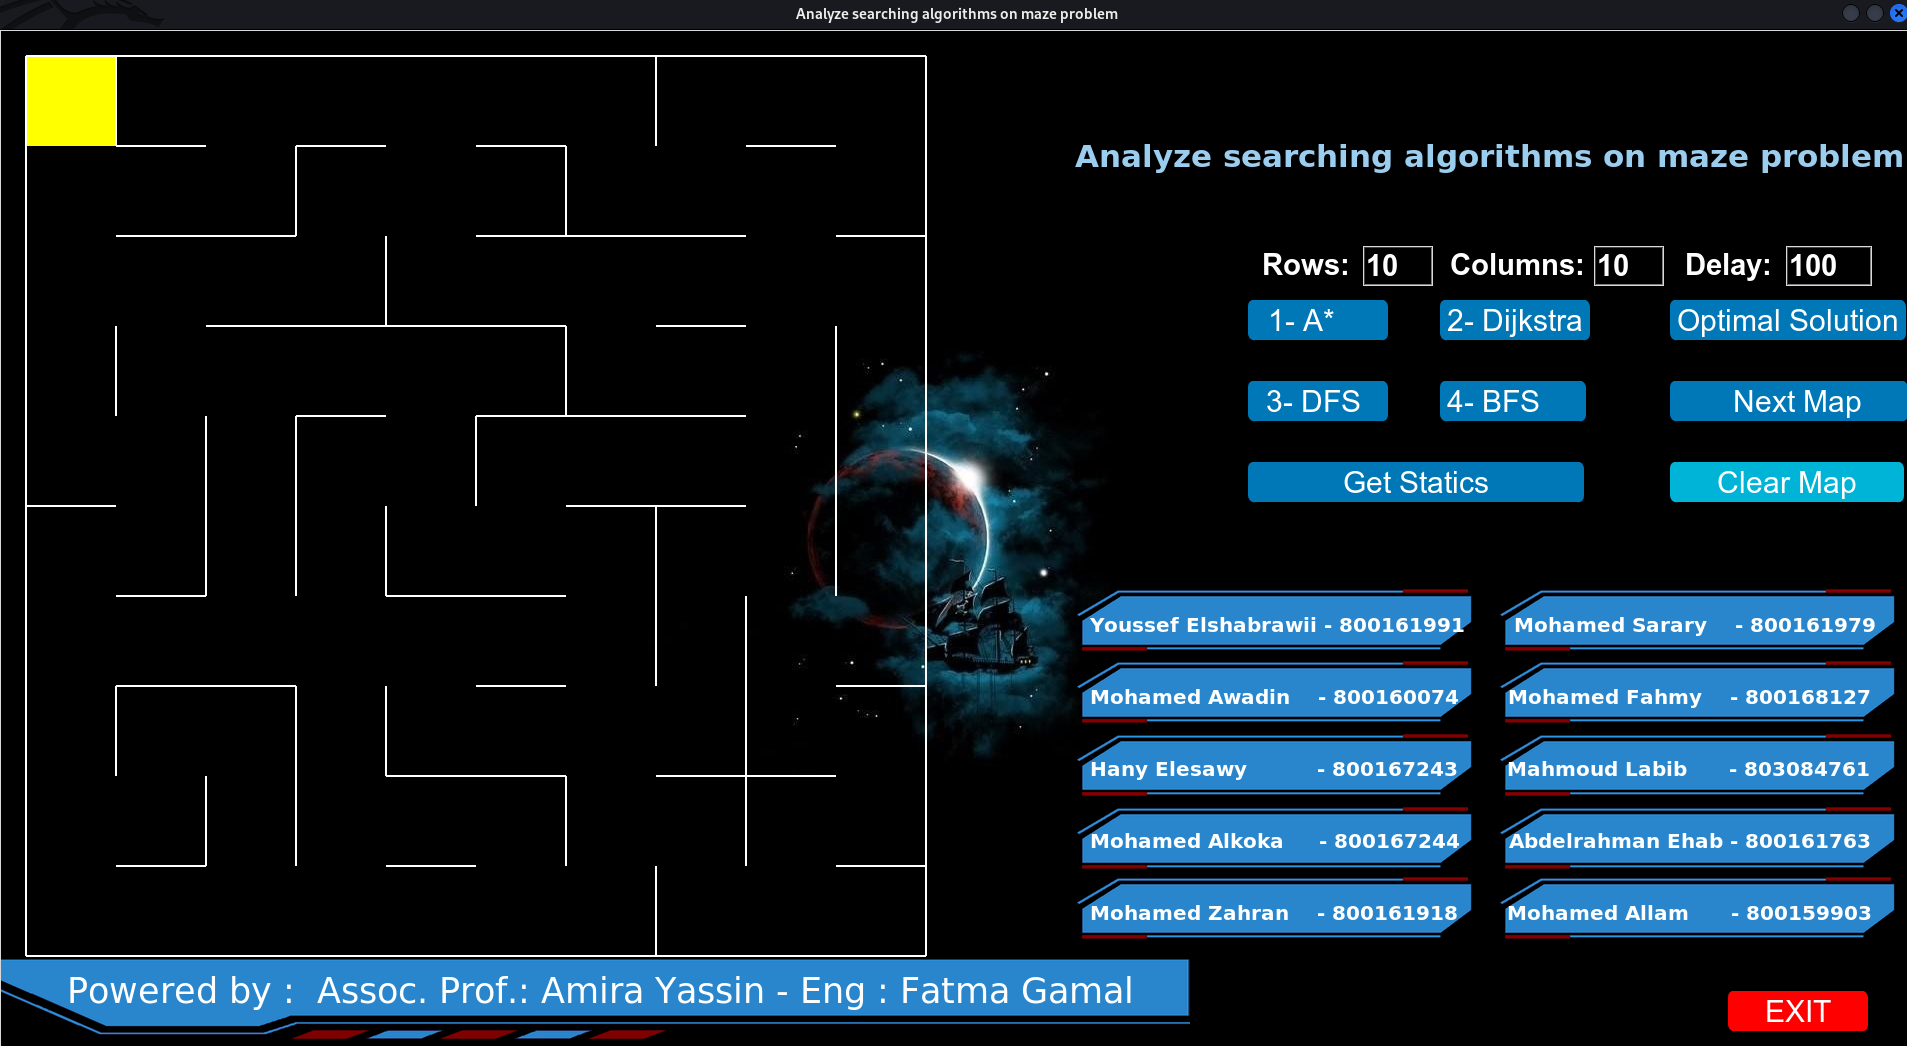 Analyze searching algorithms on maze problem
Analyze searching algorithms on maze problem
Rows: 10 Columns: 10 Delay: 100
1- A* 2- Dijkstra Optimal Solution
3- DFS 4- BFS Next Map
Get Statics Clear Map
Youssef Elshabrawii - 800161991 Mohamed Sarary - 800161979
Mohamed Awadin - 800160074 Mohamed Fahmy - 800168127
Hany Elesawy - 800167243 Mahmoud Labib - 803084761
Mohamed Alkoka - 800167244 Abdelrahman Ehab - 800161763
Mohamed Zahran - 800161918 Mohamed Allam - 800159903
Powered by : Assoc. Prof.: Amira Yassin - Eng : Fatma Gamal
EXIT